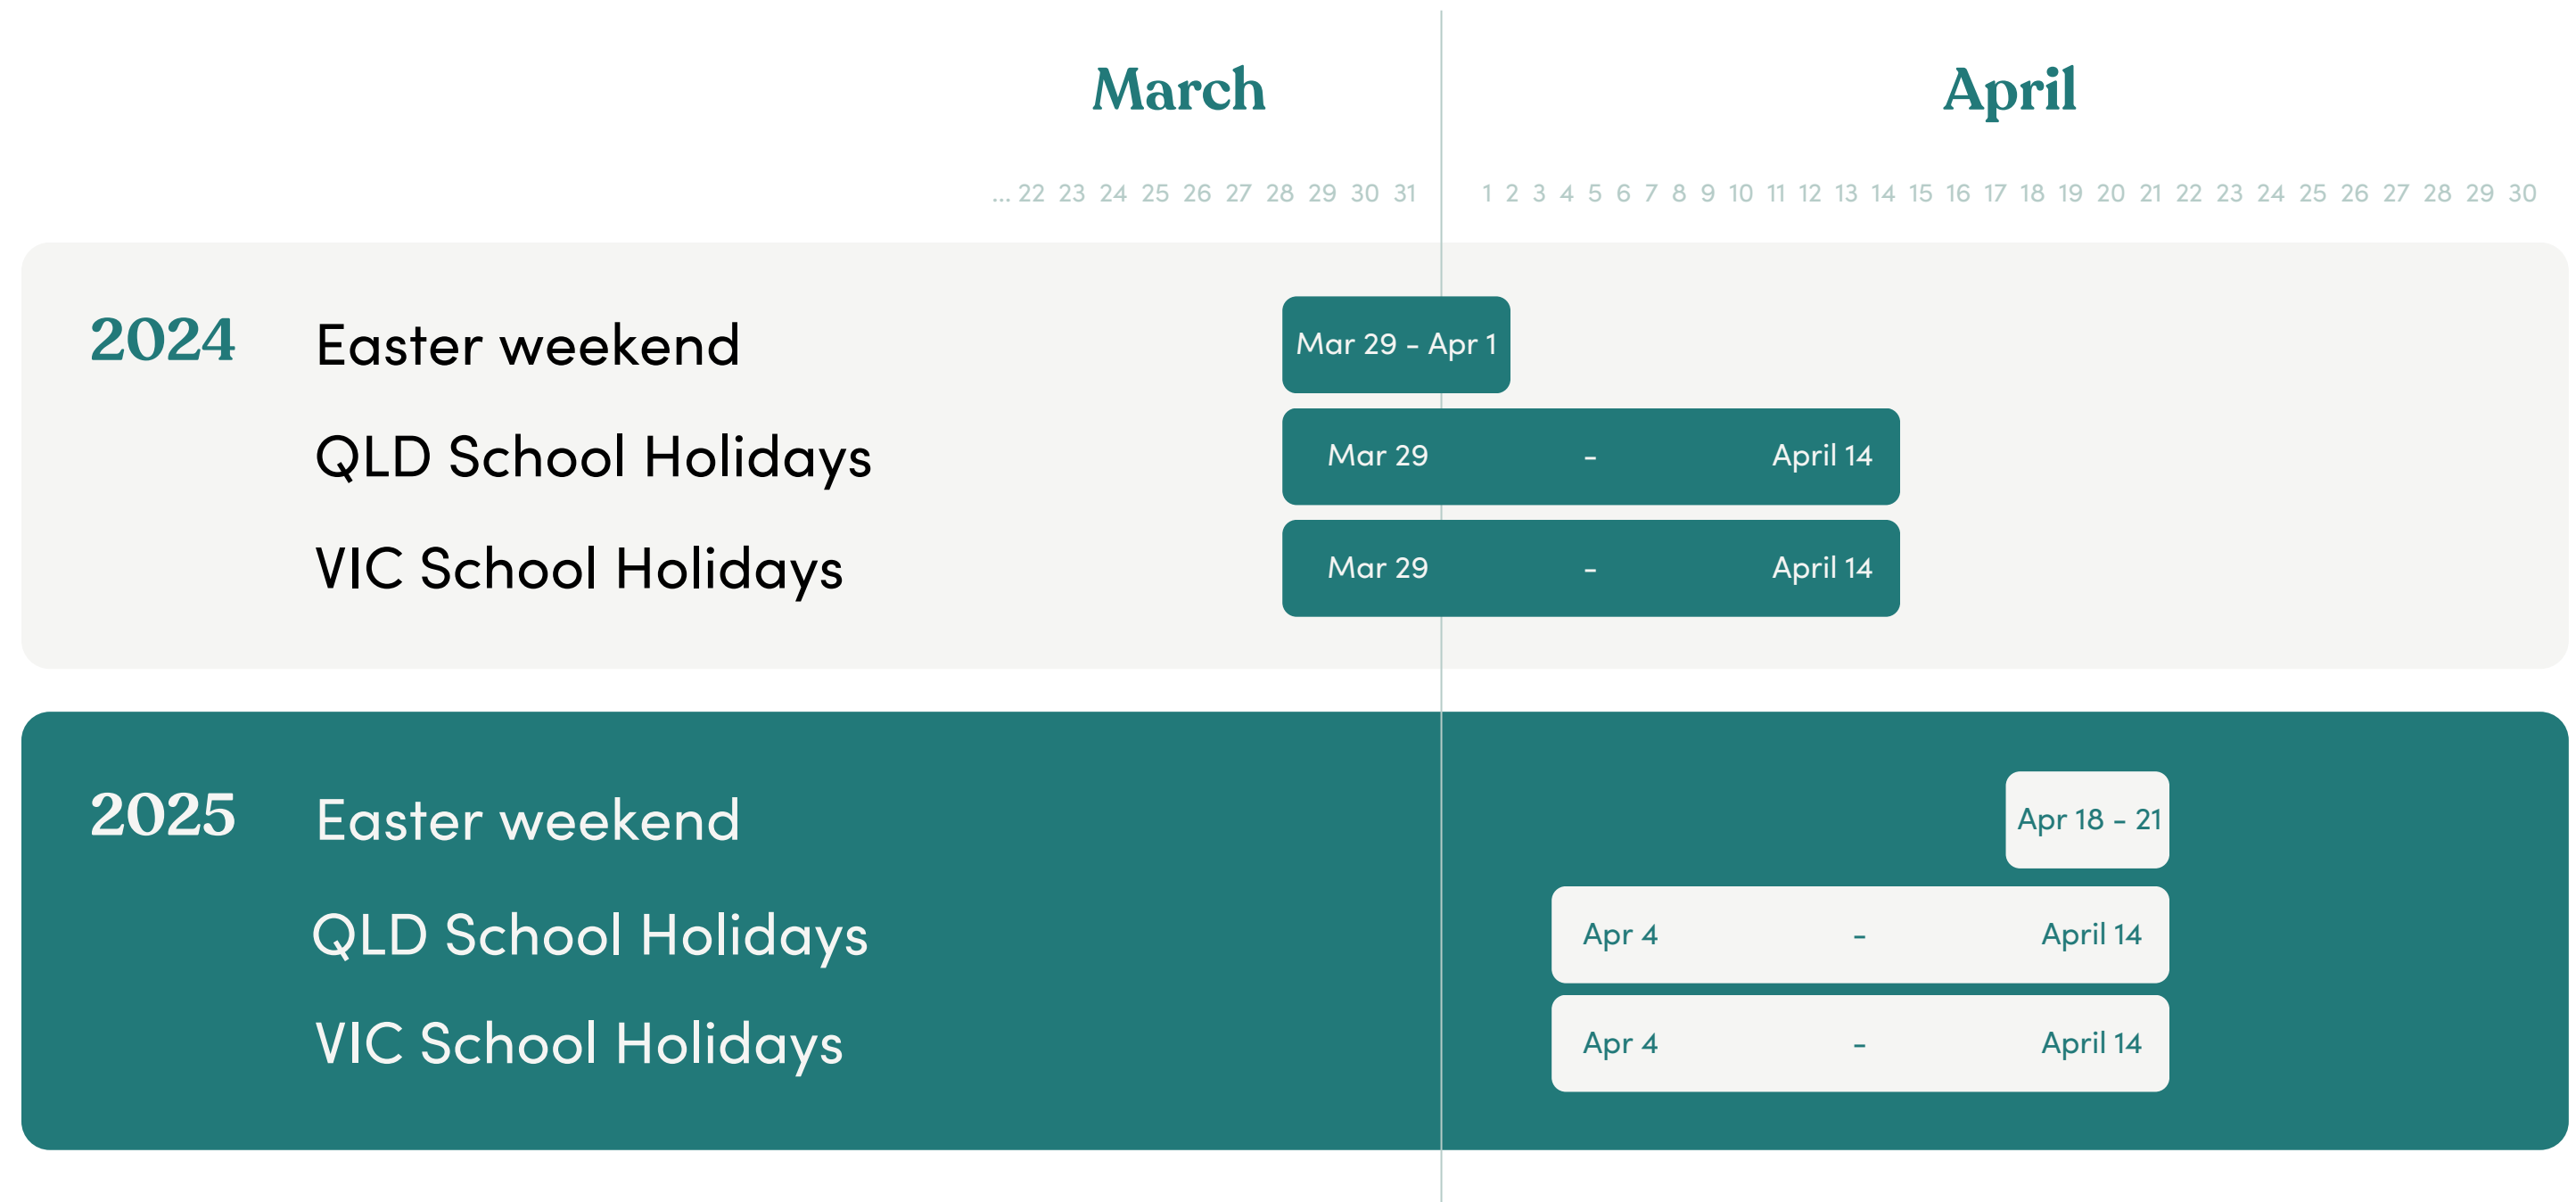 March April
... 22 23 24 25 26 27 28 29 30 31 1 2 3 4 5 6 7 8 9 10 11 12 13 14 15 16 17 18 19 20 21 22 23 24 25 26 27 28 29 30
2024 Easter weekend Mar 29 - Apr 1
QLD School Holidays Mar 29 - April 14
VIC School Holidays Mar 29 - April 14
2025 Easter weekend Apr 18 - 21
QLD School Holidays Apr 4 - April 14
VIC School Holidays Apr 4 - April 14